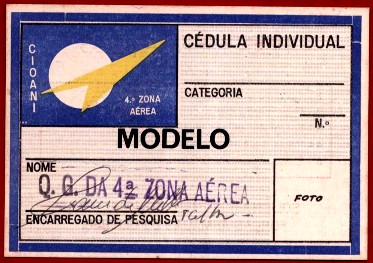 CIOANI
4.ª ZONA
AÉREA
CÉDULA INDIVIDUAL
CATEGORIA
N.º
MODELO
NOME
Q. G. DA 4ª ZONA AÉREA
ENCARREGADO DE PESQUISA
FOTO